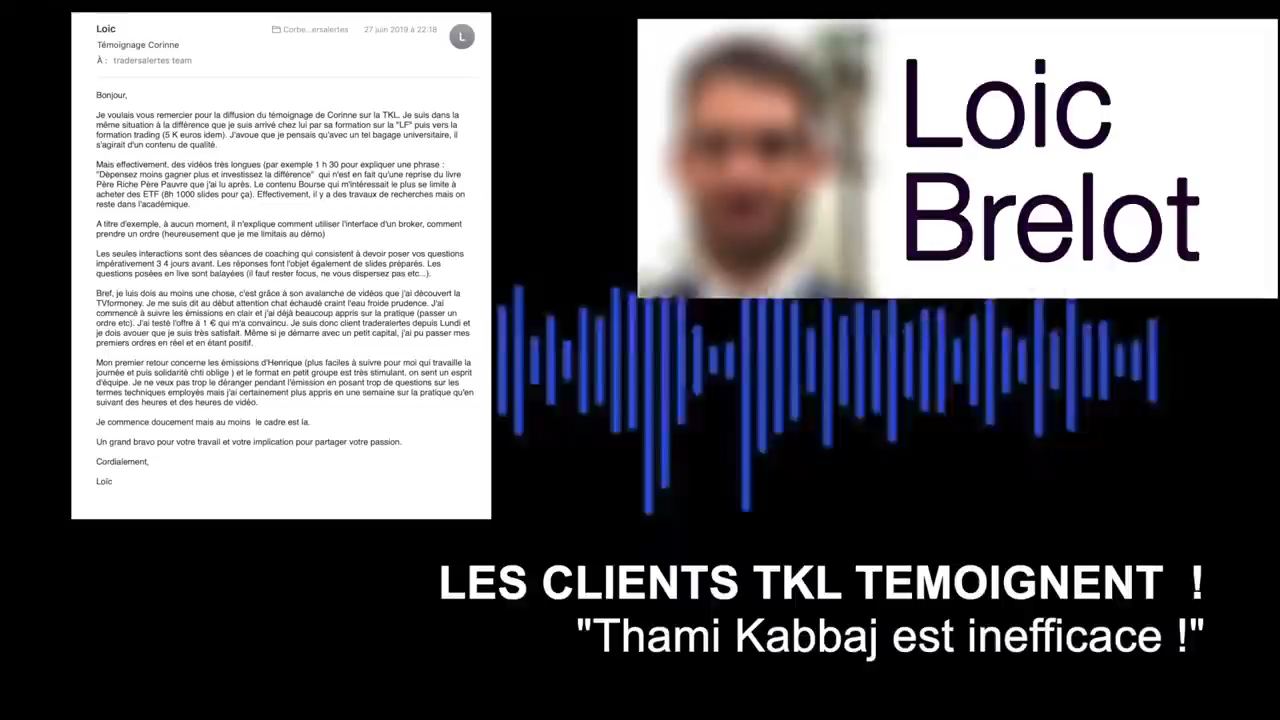 Loic
Corbe...ersalertes
27 juin 2019 à 22:18
L
Témoignage Corinne
À : tradersalertes team
Bonjour,
Je voulais vous remercier pour la diffusion du témoignage de Corinne sur la TKL. Je suis dans la
même situation à la différence que je suis arrivé chez lui par sa formation sur la "LF" puis vers la
formation trading (5 K euros idem). J'avoue que je pensais qu'avec un tel bagage universitaire, il
s'agirait d'un contenu de qualité.
Mais effectivement, des vidéos très longues (par exemple 1 h 30 pour expliquer une phrase :
"Dépensez moins gagner plus et investissez la différence" qui n'est en fait qu'une reprise du livre
Père Riche Père Pauvre que j'ai lu après. Le contenu Bourse qui m'intéressait le plus se limite à
acheter des ETF (8h 1000 slides pour ça). Effectivement, il y a des travaux de recherches mais on
reste dans l'académique.
A titre d'exemple, à aucun moment, il n'explique comment utiliser l'interface d'un broker, comment
prendre un ordre (heureusement que je me limitais au démo)
Les seules interactions sont des séances de coaching qui consistent à devoir poser vos questions
impérativement 3 4 jours avant. Les réponses font l'objet également de slides préparés. Les
questions posées en live sont balayées (il faut rester focus, ne vous dispersez pas etc...).
Bref, je luis dois au moins une chose, c'est grâce à son avalanche de vidéos que j'ai découvert la
TVformoney. Je me suis dit au début attention chat échaudé craint l'eau froide prudence. J'ai
commencé à suivre les émissions en clair et j'ai déjà beaucoup appris sur la pratique (passer un
ordre etc). J'ai testé l'offre à 1 € qui m'a convaincu. Je suis donc client traderalertes depuis Lundi et
je dois avouer que je suis très satisfait. Même si je démarre avec un petit capital, j'ai pu passer mes
premiers ordres en réel et en étant positif.
Mon premier retour concerne les émissions d'Henrique (plus faciles à suivre pour moi qui travaille la
journée et puis solidarité chti oblige ) et le format en petit groupe est très stimulant, on sent un esprit
d'équipe. Je ne veux pas trop le déranger pendant l'émission en posant trop de questions sur les
termes techniques employés mais j'ai certainement plus appris en une semaine sur la pratique qu'en
suivant des heures et des heures de vidéo.
Je commence doucement mais au moins le cadre est la.
Un grand bravo pour votre travail et votre implication pour partager votre passion.
Cordialement,
Loïc
Loic
Brelot
LES CLIENTS TKL TEMOIGNENT !
"Thami Kabbaj est inefficace !"